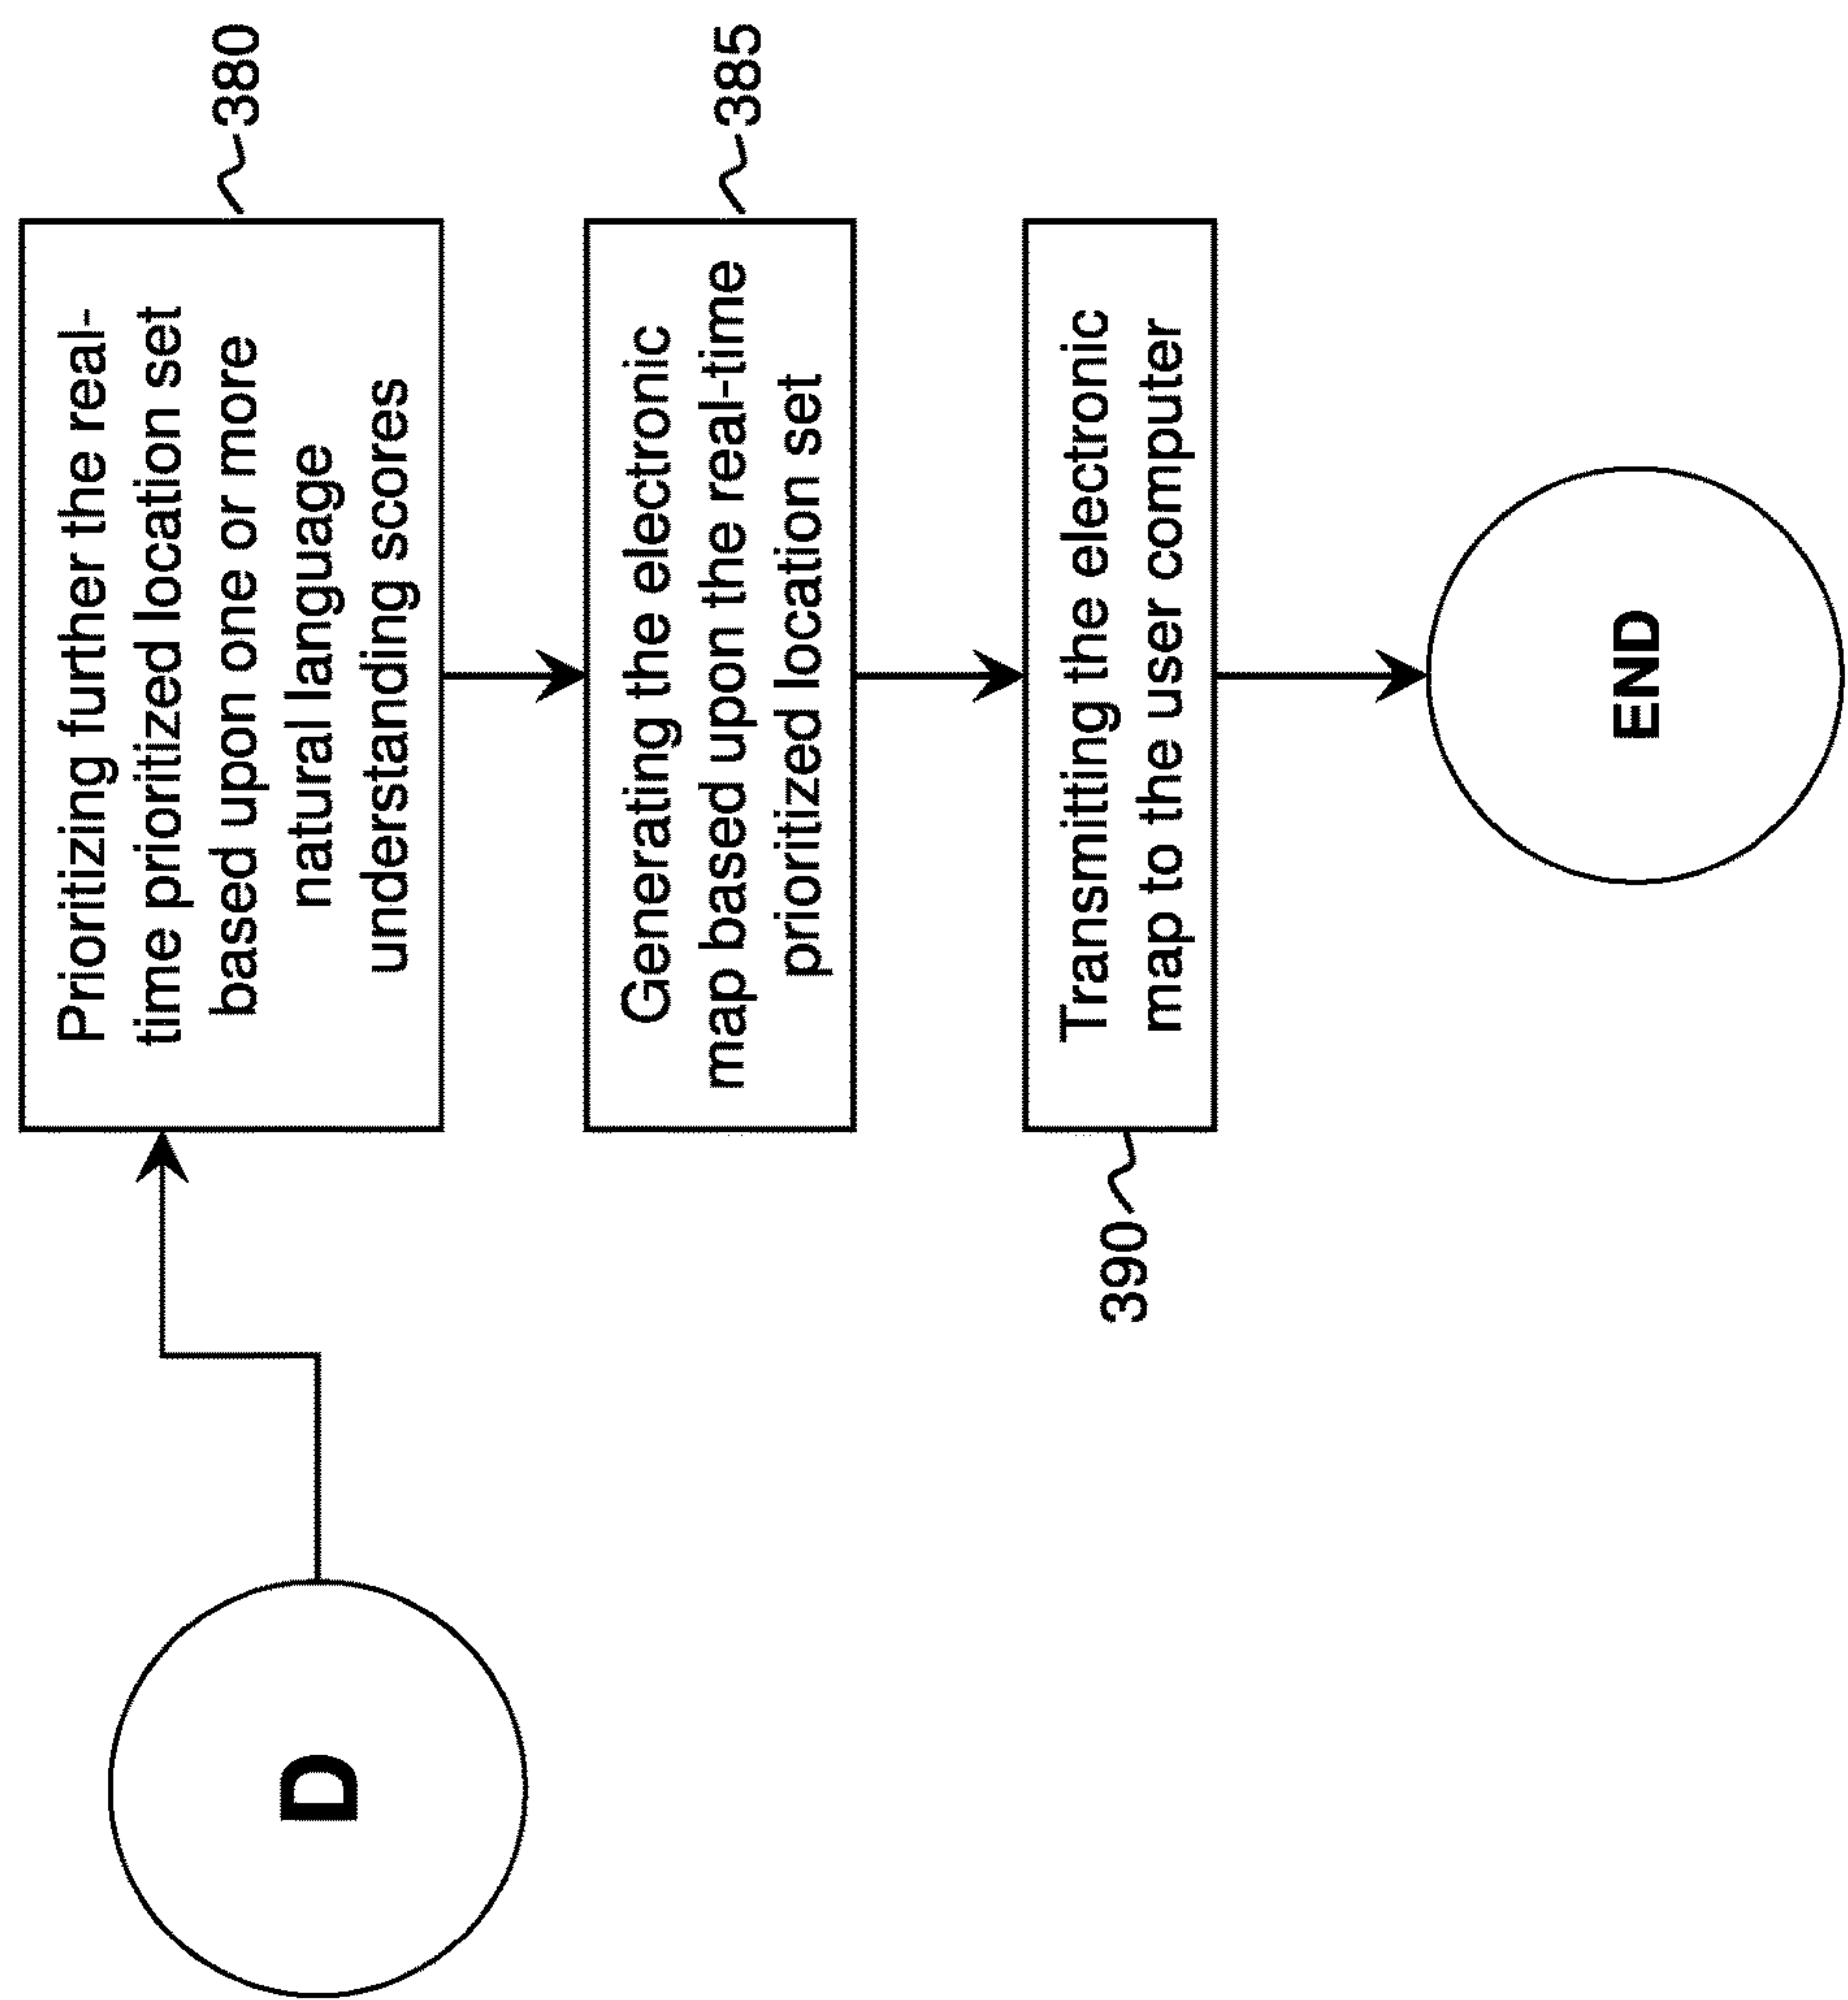 D
Prioritizing further the real-
time prioritized location set
based upon one or more
natural language
understanding scores
380
Generating the electronic
map based upon the real-time
prioritized location set
385
390
Transmitting the electronic
map to the user computer
END